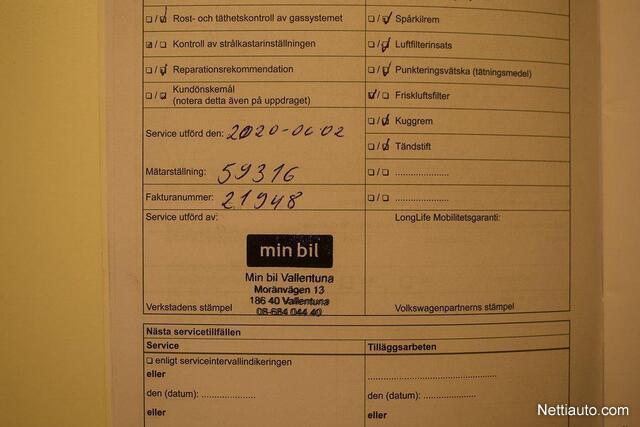 Rost- och täthetskontroll av gassystemet
Kontroll av strålkastarinställningen
Reparationsrekommendation
Kundönskemål
(notera detta även på uppdraget)
Service utförd den: 2020-06-02
Mätarställning: 59316
Fakturanummer: 21948
Service utförd av:
min bil
Min bil Vallentuna
Moränvägen 13
186 40 Vallentuna
08-684 044 40
Verkstadens stämpel
Spårkilrem
Luftfilterinsats
Punkteringsvätska (tätningsmedel)
Friskluftsfilter
Kuggrem
Tändstift
LongLife Mobilitetsgaranti:
Volkswagenpartnerns stämpel
Nästa servicetillfällen
Service
enligt serviceintervallindikeringen
eller
den (datum):
eller
Tilläggsarbeten
den (datum):
eller
Nettiauto.com